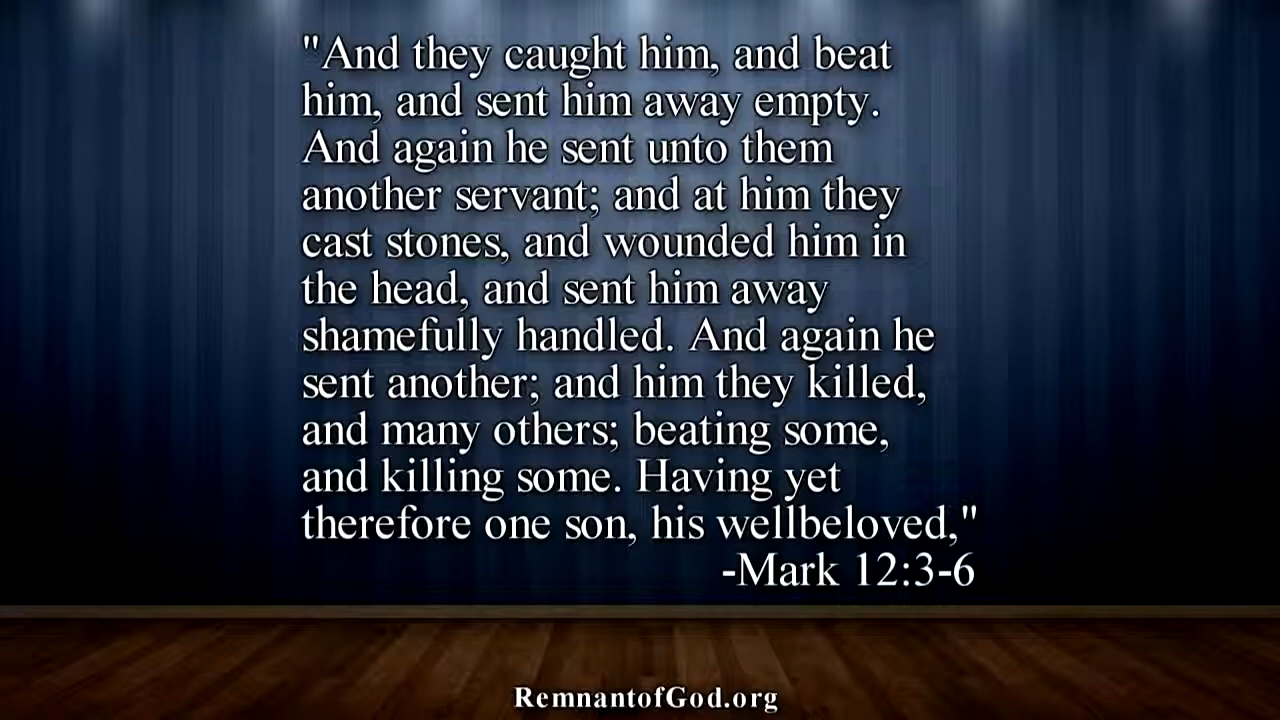 "And they caught him, and beat
him, and sent him away empty.
And again he sent unto them
another servant; and at him they
cast stones, and wounded him in
the head, and sent him away
shamefully handled. And again he
sent another; and him they killed,
and many others; beating some,
and killing some. Having yet
therefore one son, his wellbeloved,"
-Mark 12:3-6
RemnantofGod.org